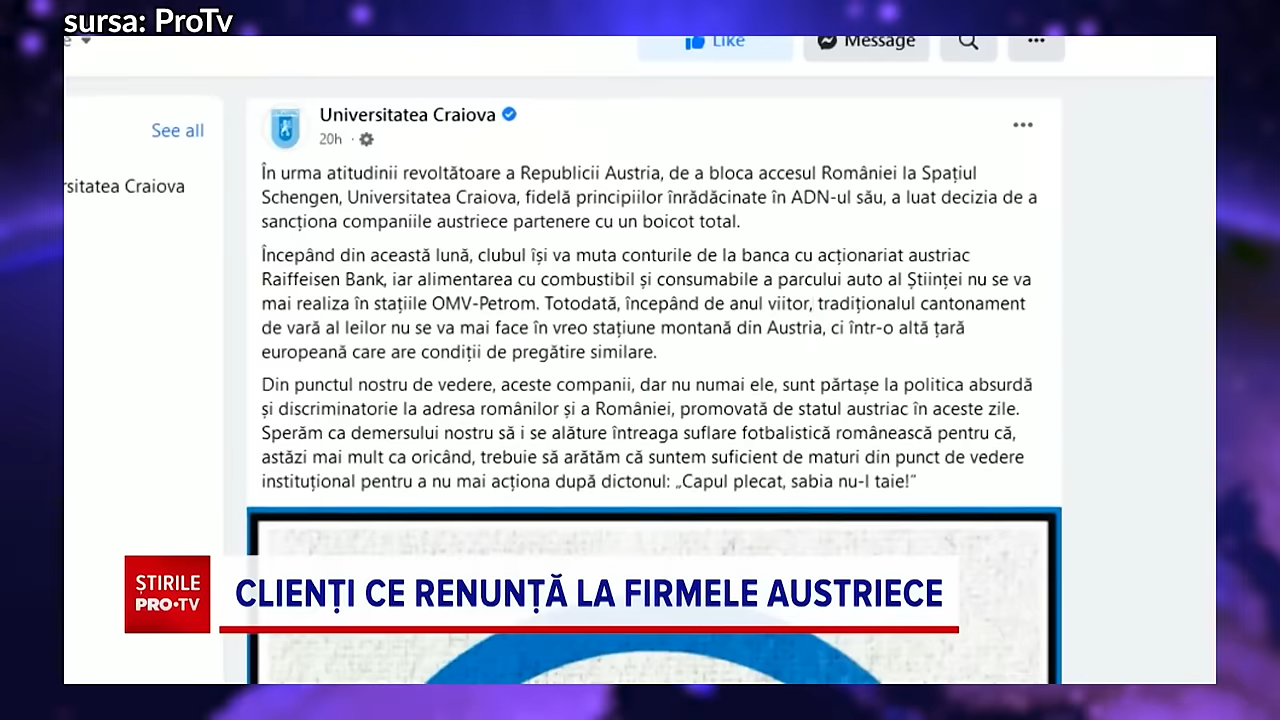 sursa: ProTv
Like
Message
See all
Universitatea Craiova
20h
rsitatea Craiova
În urma atitudinii revoltătoare a Republicii Austria, de a bloca accesul României la Spațiul
Schengen, Universitatea Craiova, fidelă principiilor înrădăcinate în ADN-ul său, a luat decizia de a
sancționa companiile austriece partenere cu un boicot total.
Începând din această lună, clubul își va muta conturile de la banca cu acționariat austriac
Raiffeisen Bank, iar alimentarea cu combustibil și consumabile a parcului auto al Științei nu se va
mai realiza în stațiile OMV-Petrom. Totodată, începând de anul viitor, tradiționalul cantonament
de vară al leilor nu se va mai face în vreo stațiune montană din Austria, ci într-o altă țară
europeană care are condiții de pregătire similare.
Din punctul nostru de vedere, aceste companii, dar nu numai ele, sunt părtașe la politica absurdă
și discriminatorie la adresa românilor și a României, promovată de statul austriac în aceste zile.
Sperăm ca demersului nostru să i se alăture întreaga suflare fotbalistică românească pentru că,
astăzi mai mult ca oricând, trebuie să arătăm că suntem suficient de maturi din punct de vedere
instituțional pentru a nu mai acționa după dictonul: „Capul plecat, sabia nu-l taie!”
ȘTIRILE
PRO•TV
CLIENȚI CE RENUNȚĂ LA FIRMELE AUSTRIECE